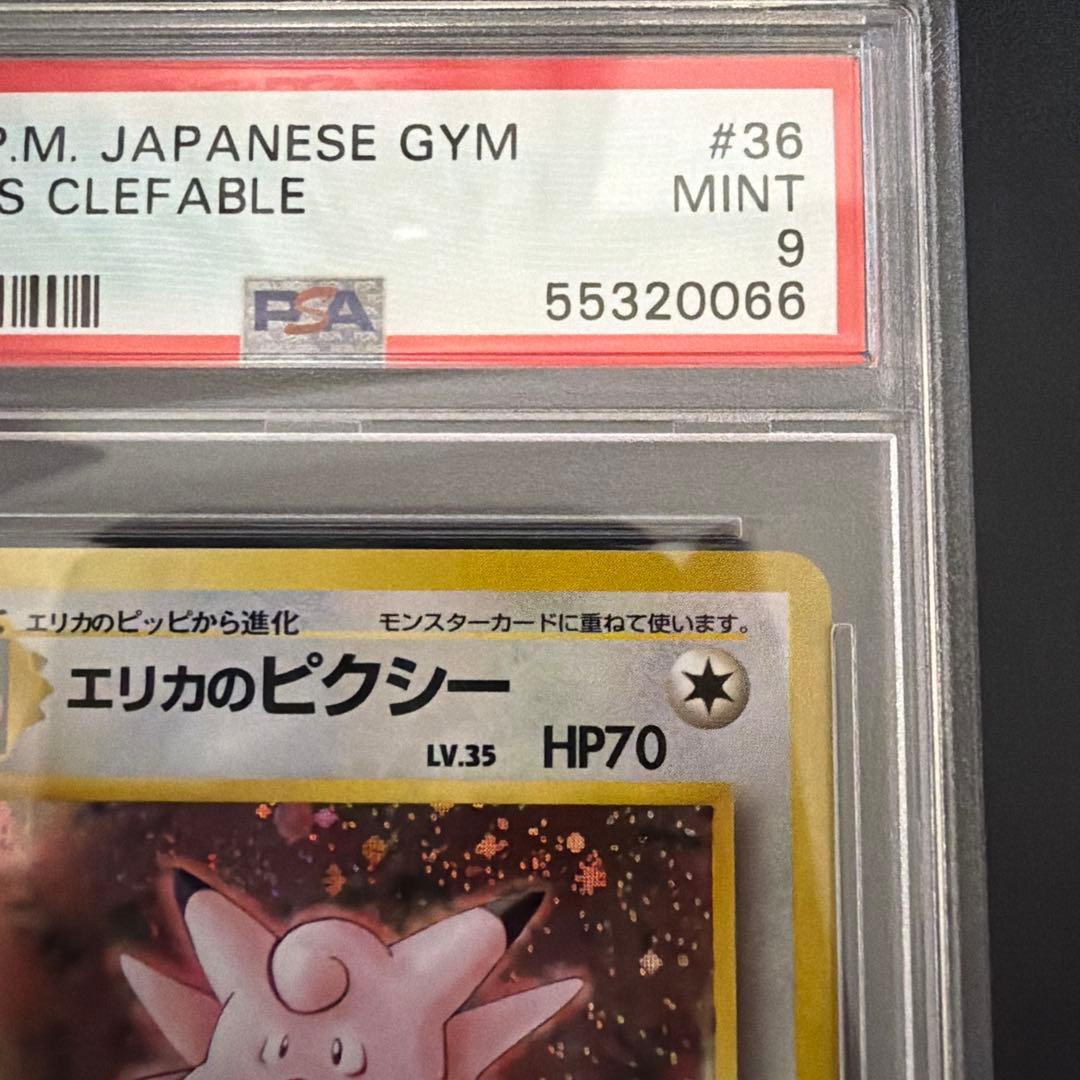 P.M. JAPANESE GYM #36
S CLEFABLE MINT
9
PSA 55320066
エリカのピッピから進化 モンスターカードに重ねて使います。
エリカのピクシー
LV.35 HP70